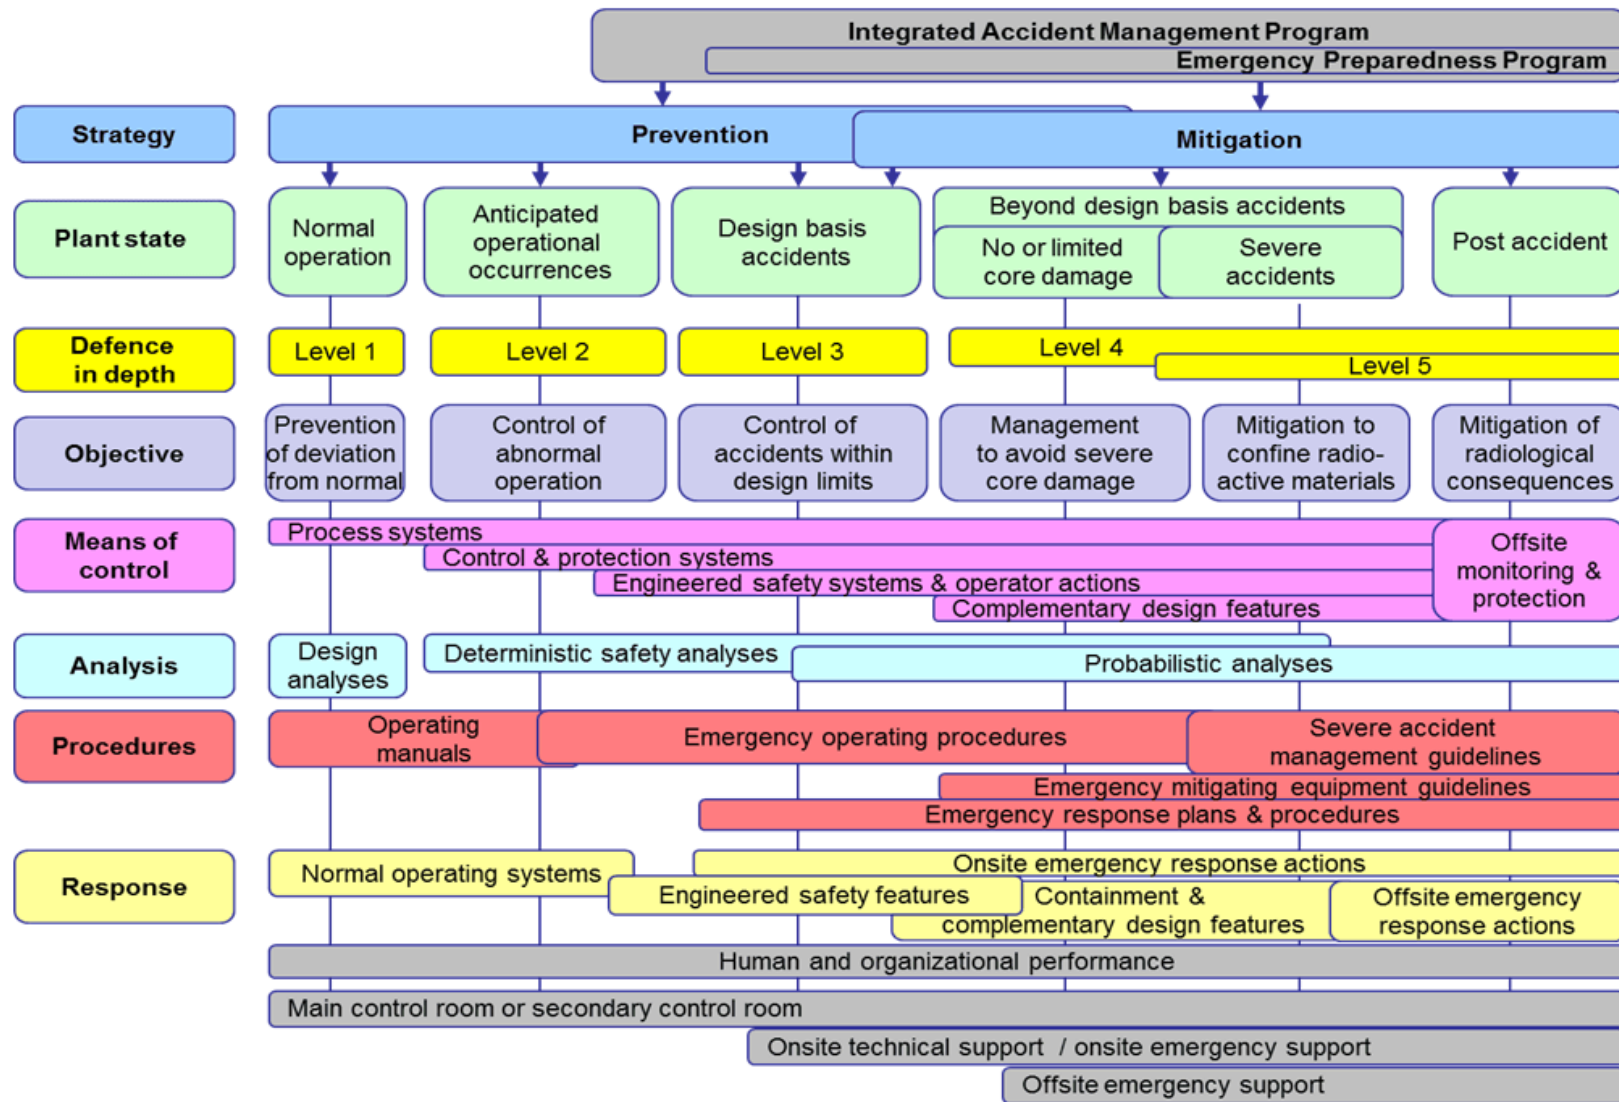 Integrated Accident Management Program
Emergency Preparedness Program
Strategy
Prevention
Mitigation
Plant state
Normal
operation
Anticipated
operational
occurrences
Design basis
accidents
Beyond design basis accidents
No or limited
core damage
Severe
accidents
Post accident
Defence
in depth
Level 1
Level 2
Level 3
Level 4
Level 5
Objective
Prevention
of deviation
from normal
Control of
abnormal
operation
Control of
accidents within
design limits
Management
to avoid severe
core damage
Mitigation to
confine radio-
active materials
Mitigation of
radiological
consequences
Means of
control
Process systems
Control & protection systems
Engineered safety systems & operator actions
Complementary design features
Offsite
monitoring &
protection
Analysis
Design
analyses
Deterministic safety analyses
Probabilistic analyses
Procedures
Operating
manuals
Emergency operating procedures
Severe accident
management guidelines
Emergency mitigating equipment guidelines
Emergency response plans & procedures
Response
Normal operating systems
Onsite emergency response actions
Engineered safety features
Containment &
complementary design features
Offsite emergency
response actions
Human and organizational performance
Main control room or secondary control room
Onsite technical support / onsite emergency support
Offsite emergency support